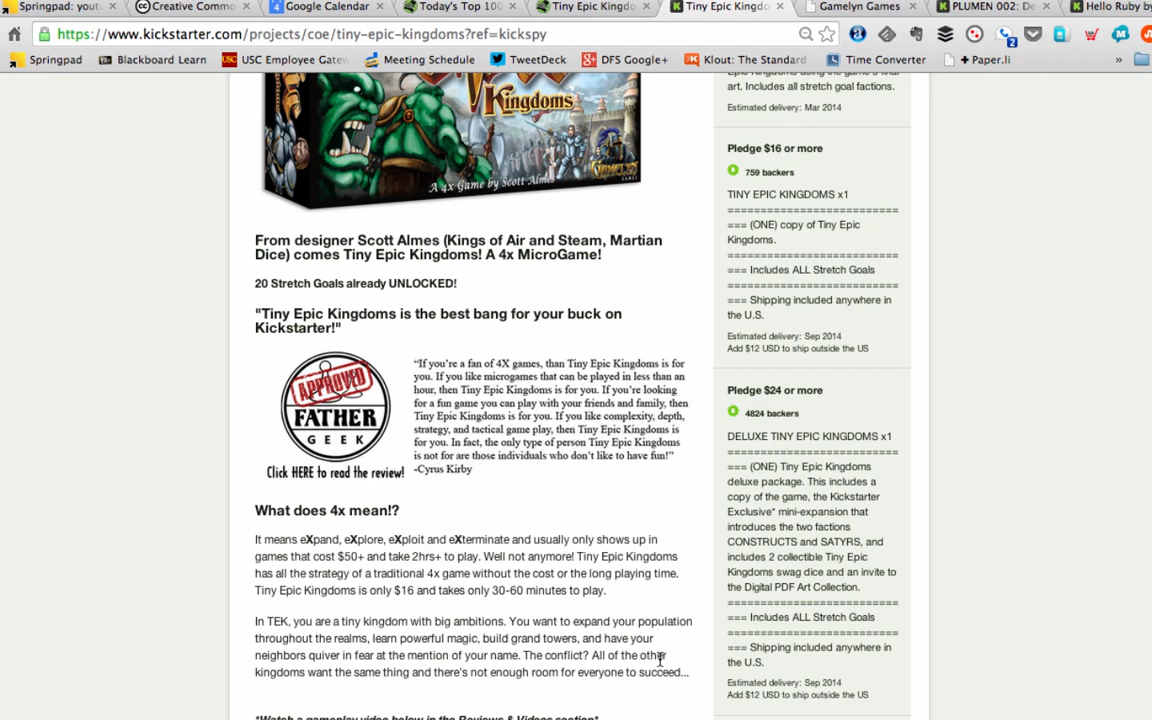 Springpad: you
Creative Commo
Google Calendar
Today's Top 100
Tiny Epic Kingdo
Tiny Epic Kingdo
Gamelyn Games
PLUMEN 002: De
Hello Ruby by
https://www.kickstarter.com/projects/coe/tiny-epic-kingdoms?ref=kickspy
2
Springpad
Blackboard Learn
USC Employee Gatew
Meeting Schedule
TweetDeck
DFS Google+
Klout: The Standard
Time Converter
+ Paper.li
»
Kingdoms
A 4x Game by Scott Almes
From designer Scott Almes (Kings of Air and Steam, Martian
Dice) comes Tiny Epic Kingdoms! A 4x MicroGame!
20 Stretch Goals already UNLOCKED!
"Tiny Epic Kingdoms is the best bang for your buck on
Kickstarter!"
APPROVED
FATHER
GEEK
Click HERE to read the review!
“If you're a fan of 4X games, than Tiny Epic Kingdoms is for
you. If you like microgames that can be played in less than an
hour, then Tiny Epic Kingdoms is for you. If you're looking
for a fun game you can play with your friends and family, then
Tiny Epic Kingdoms is for you. If you like complexity, depth,
strategy, and tactical game play, then Tiny Epic Kingdoms is
for you. In fact, the only type of person Tiny Epic Kingdoms
is not for are those individuals who don't like to have fun!”
-Cyrus Kirby
What does 4x mean!?
It means eXpand, eXplore, eXploit and eXterminate and usually only shows up in
games that cost $50+ and take 2hrs+ to play. Well not anymore! Tiny Epic Kingdoms
has all the strategy of a traditional 4x game without the cost or the long playing time.
Tiny Epic Kingdoms is only $16 and takes only 30-60 minutes to play.
In TEK, you are a tiny kingdom with big ambitions. You want to expand your population
throughout the realms, learn powerful magic, build grand towers, and have your
neighbors quiver in fear at the mention of your name. The conflict? All of the other
kingdoms want the same thing and there's not enough room for everyone to succeed...
*Watch a gameplay video below in the Reviews & Videos section*
Epic Kingdoms using the game's final
art. Includes all stretch goal factions.
Estimated delivery: Mar 2014
Pledge $16 or more
759 backers
TINY EPIC KINGDOMS x1
=========================
=== (ONE) copy of Tiny Epic
Kingdoms.
=========================
=== Includes ALL Stretch Goals
=========================
=== Shipping included anywhere in
the U.S.
Estimated delivery: Sep 2014
Add $12 USD to ship outside the US
Pledge $24 or more
4824 backers
DELUXE TINY EPIC KINGDOMS x1
=========================
=== (ONE) Tiny Epic Kingdoms
deluxe package. This includes a
copy of the game, the Kickstarter
Exclusive* mini-expansion that
introduces the two factions
CONSTRUCTS and SATYRS, and
includes 2 collectible Tiny Epic
Kingdoms swag dice and an invite to
the Digital PDF Art Collection.
=========================
=== Includes ALL Stretch Goals
=========================
=== Shipping included anywhere in
the U.S.
Estimated delivery: Sep 2014
Add $12 USD to ship outside the US